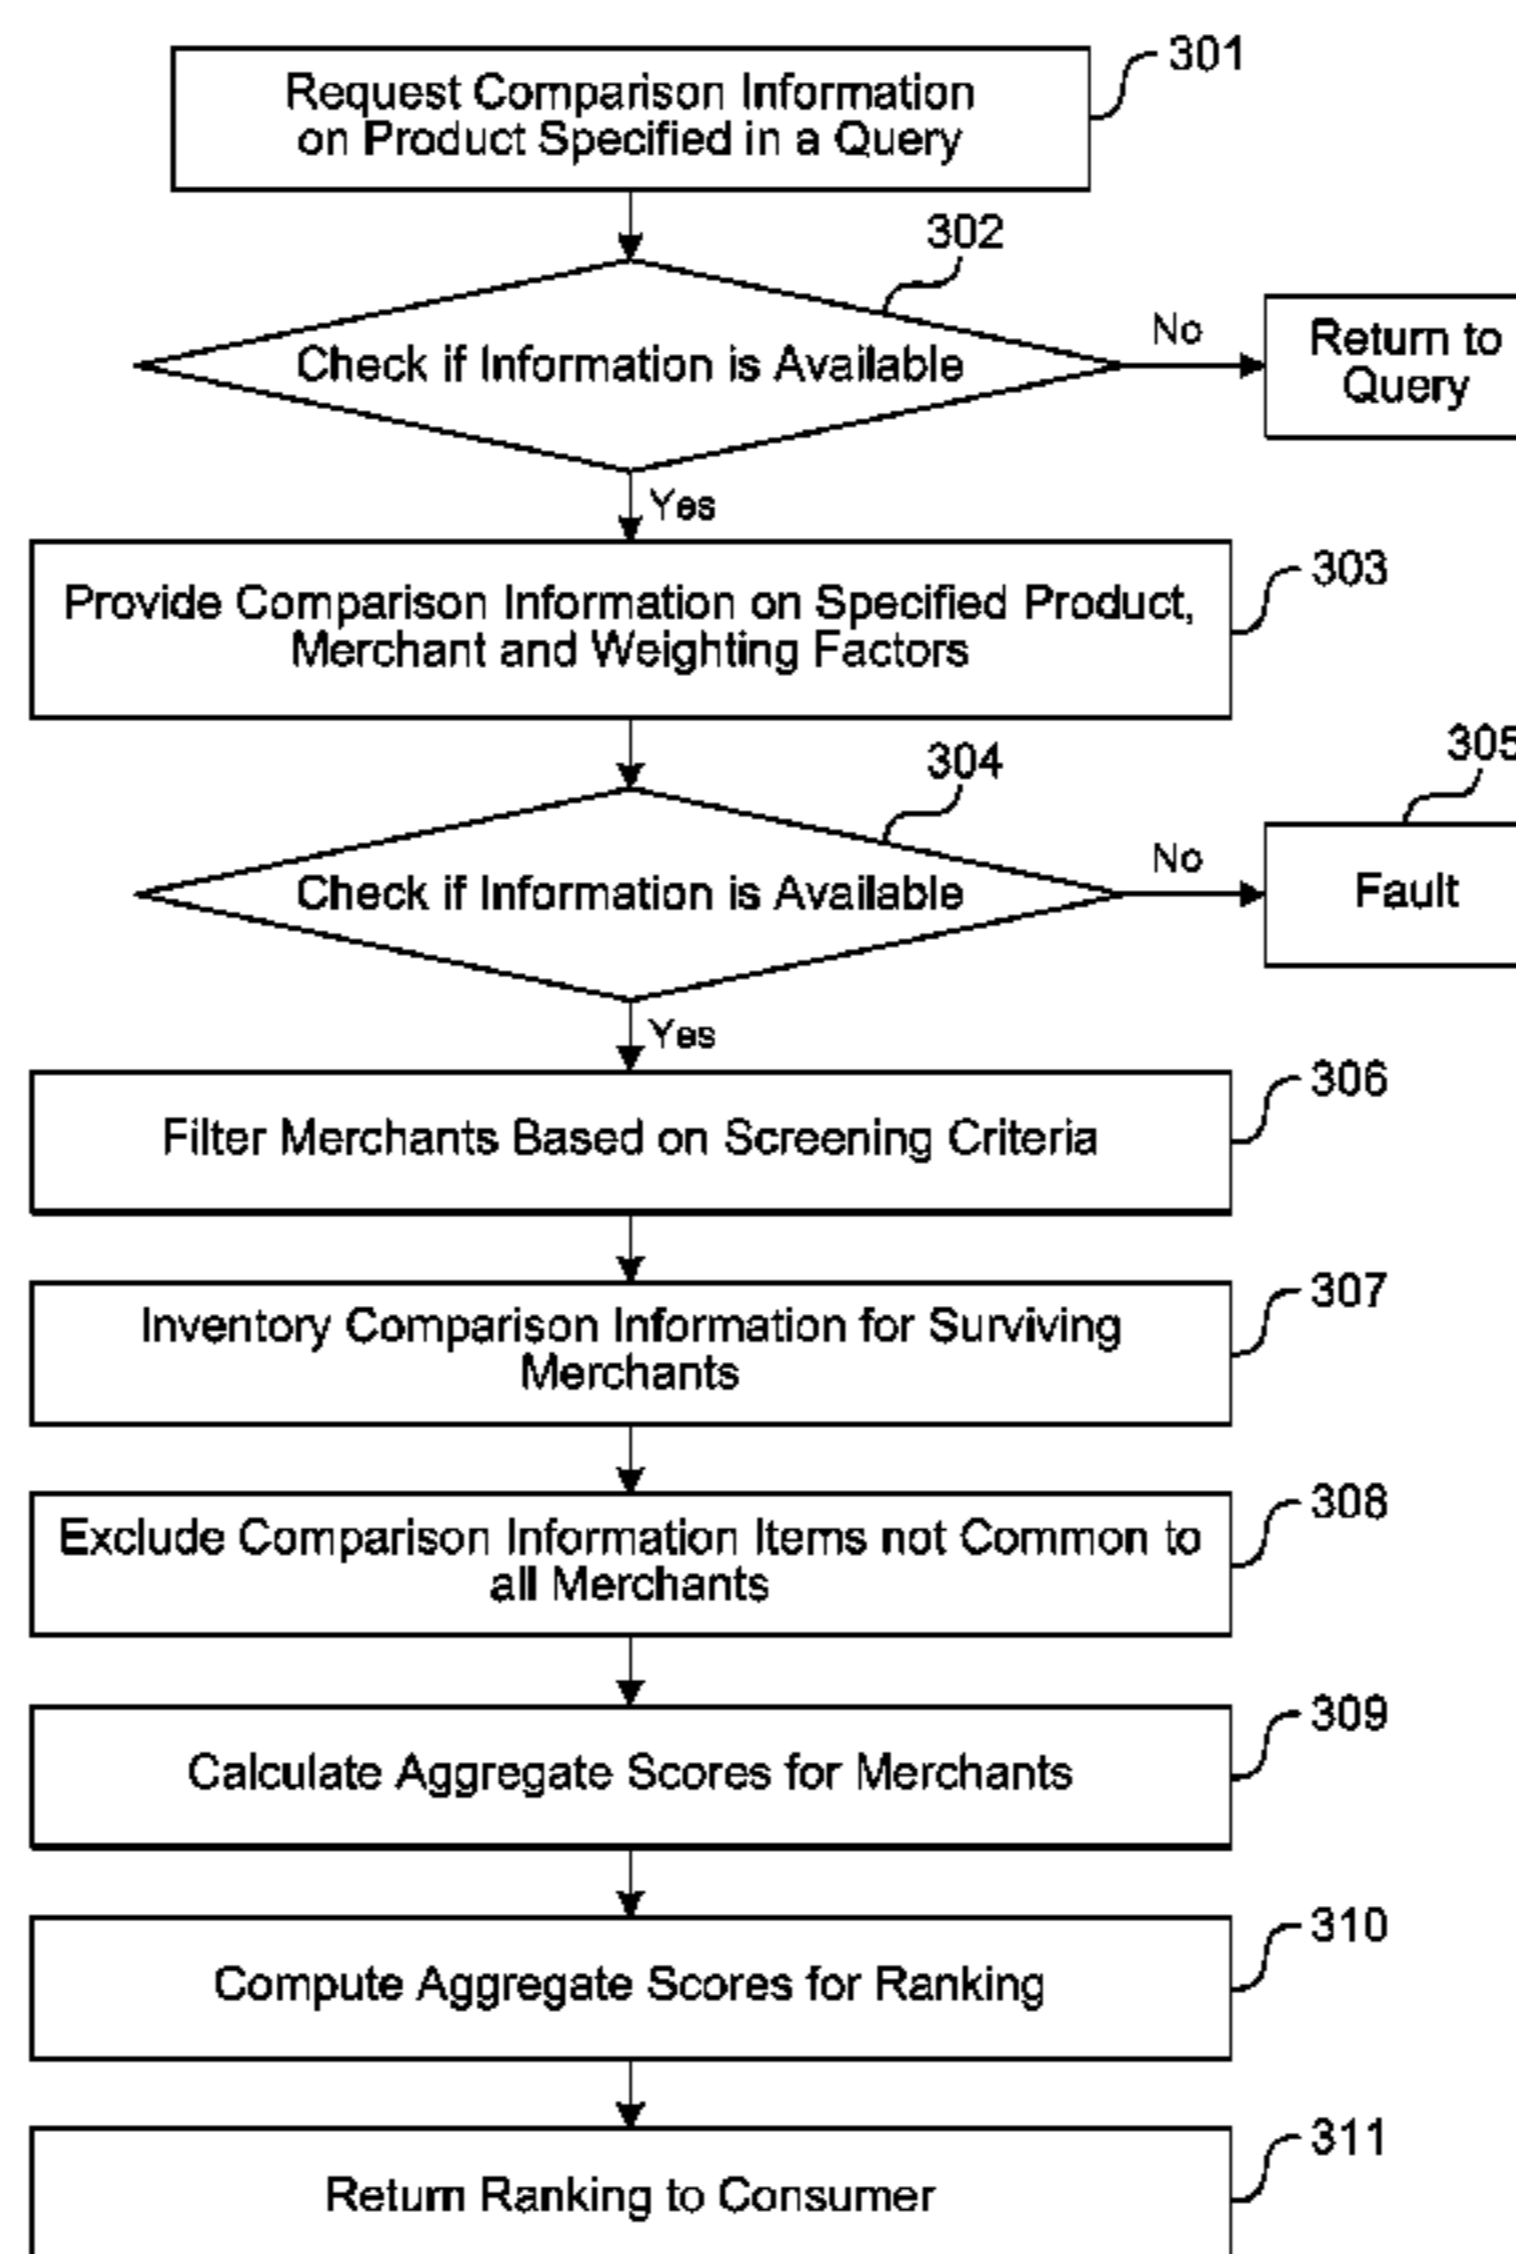 301
Request Comparison Information
on Product Specified in a Query
302
Check if Information is Available
No
Return to
Query
Yes
303
Provide Comparison Information on Specified Product,
Merchant and Weighting Factors
304
305
Check if Information is Available
No
Fault
Yes
306
Filter Merchants Based on Screening Criteria
307
Inventory Comparison Information for Surviving
Merchants
308
Exclude Comparison Information Items not Common to
all Merchants
309
Calculate Aggregate Scores for Merchants
310
Compute Aggregate Scores for Ranking
311
Return Ranking to Consumer